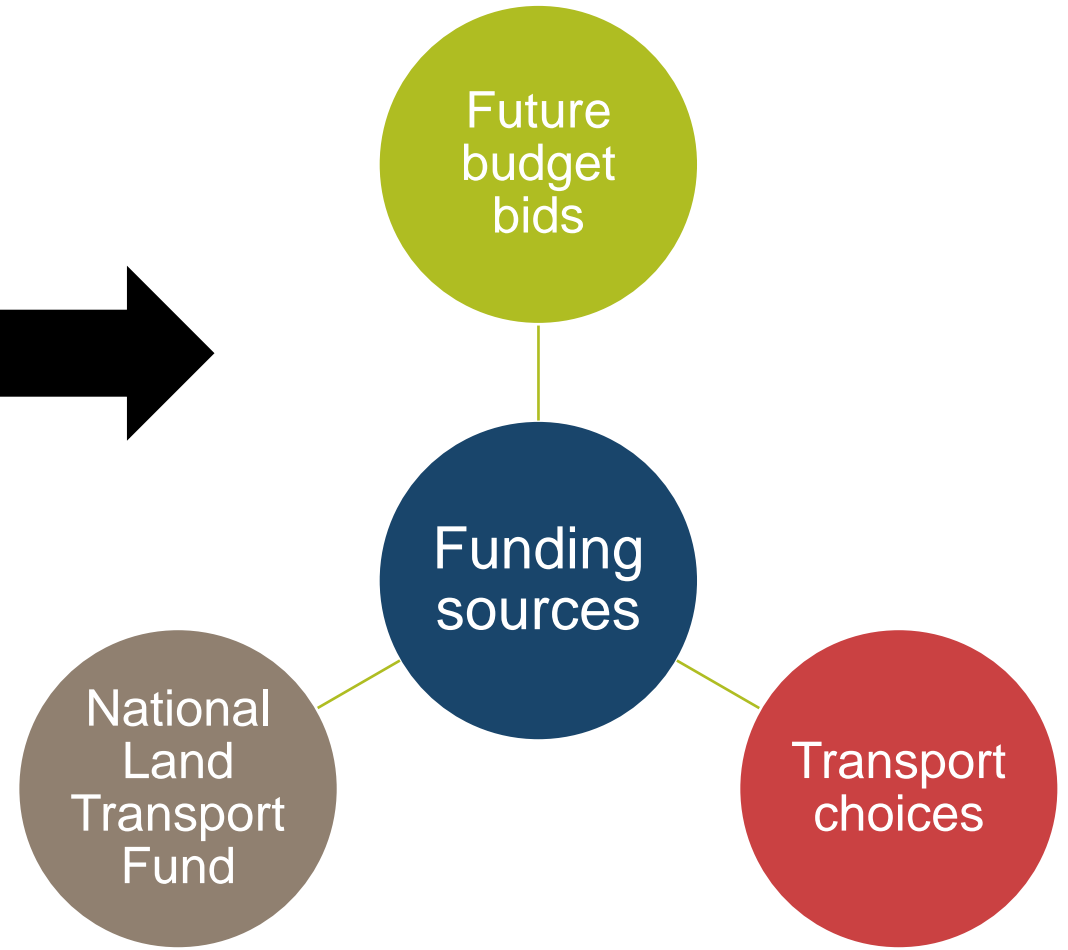 Future
budget
bids
Funding
sources
National
Land
Transport
Fund
Transport
choices